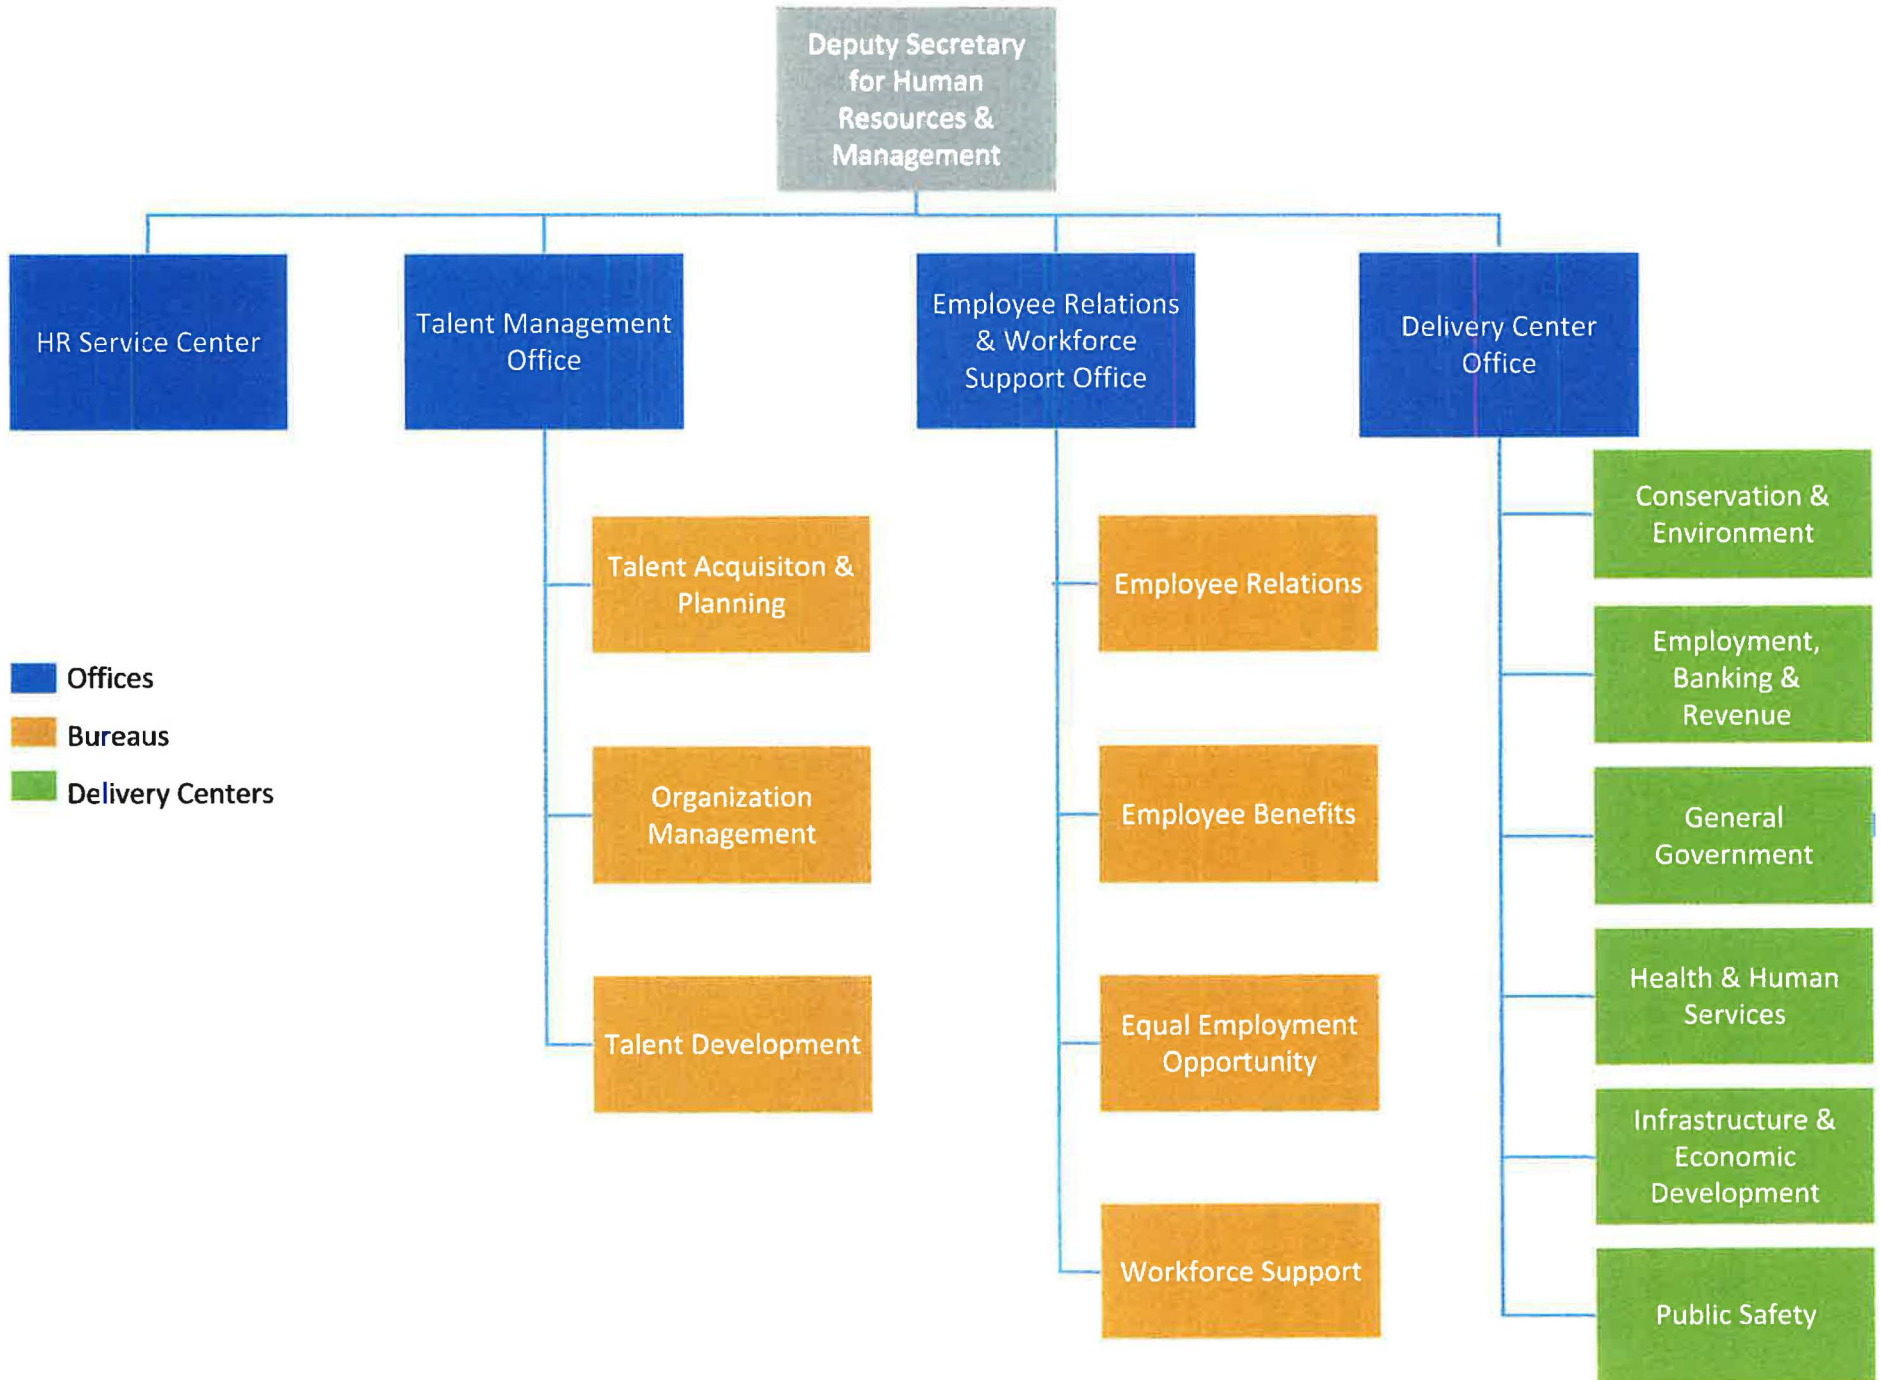 Deputy Secretary
for Human
Resources &
Management
HR Service Center
Talent Management
Office
Employee Relations
& Workforce
Support Office
Delivery Center
Office
Talent Acquisiton &
Planning
Organization
Management
Talent Development
Employee Relations
Employee Benefits
Equal Employment
Opportunity
Workforce Support
Conservation &
Environment
Employment,
Banking &
Revenue
General
Government
Health & Human
Services
Infrastructure &
Economic
Development
Public Safety
Offices
Bureaus
Delivery Centers